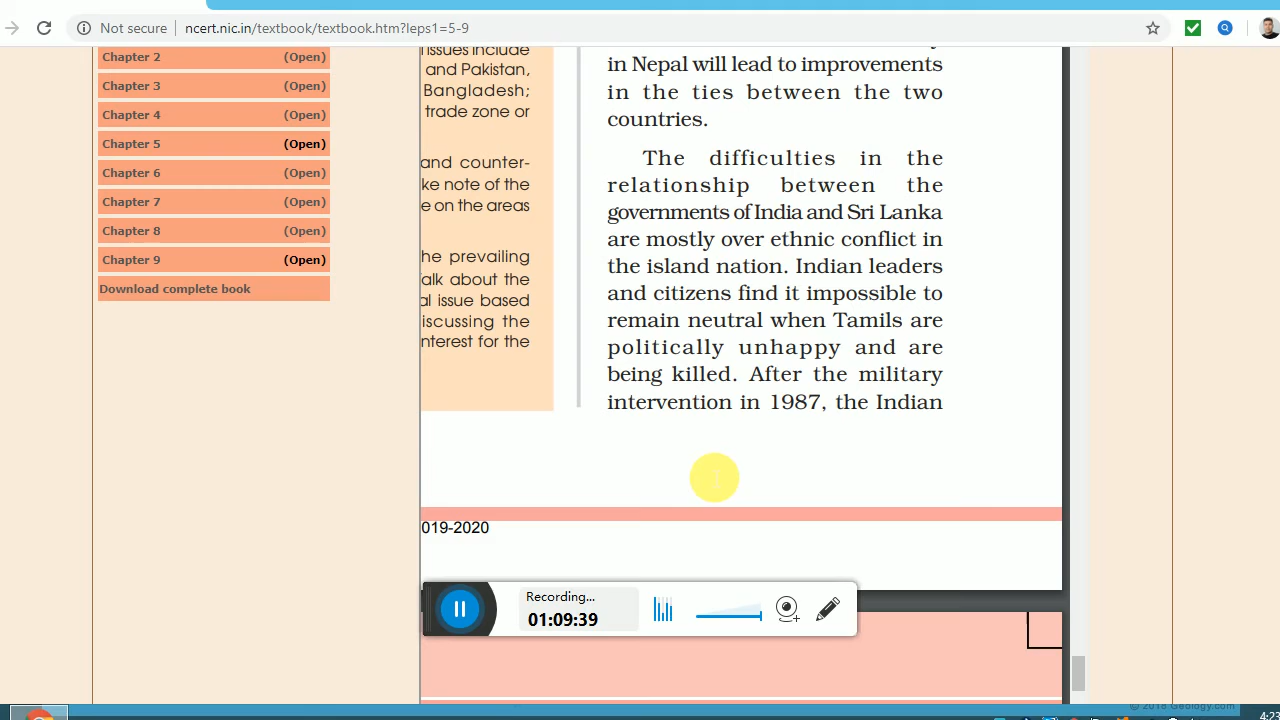 Not secure
ncert.nic.in/textbook/textbook.htm?leps1=5-9
Chapter 2 (Open)
Chapter 3 (Open)
Chapter 4 (Open)
Chapter 5 (Open)
Chapter 6 (Open)
Chapter 7 (Open)
Chapter 8 (Open)
Chapter 9 (Open)
Download complete book
issues include
and Pakistan,
Bangladesh;
trade zone or
and counter-
ke note of the
e on the areas
he prevailing
alk about the
al issue based
iscussing the
nterest for the
in Nepal will lead to improvements
in the ties between the two
countries.
The difficulties in the
relationship between the
governments of India and Sri Lanka
are mostly over ethnic conflict in
the island nation. Indian leaders
and citizens find it impossible to
remain neutral when Tamils are
politically unhappy and are
being killed. After the military
intervention in 1987, the Indian
019-2020
Recording...
01:09:39
© 2018 Geology.com
4:23